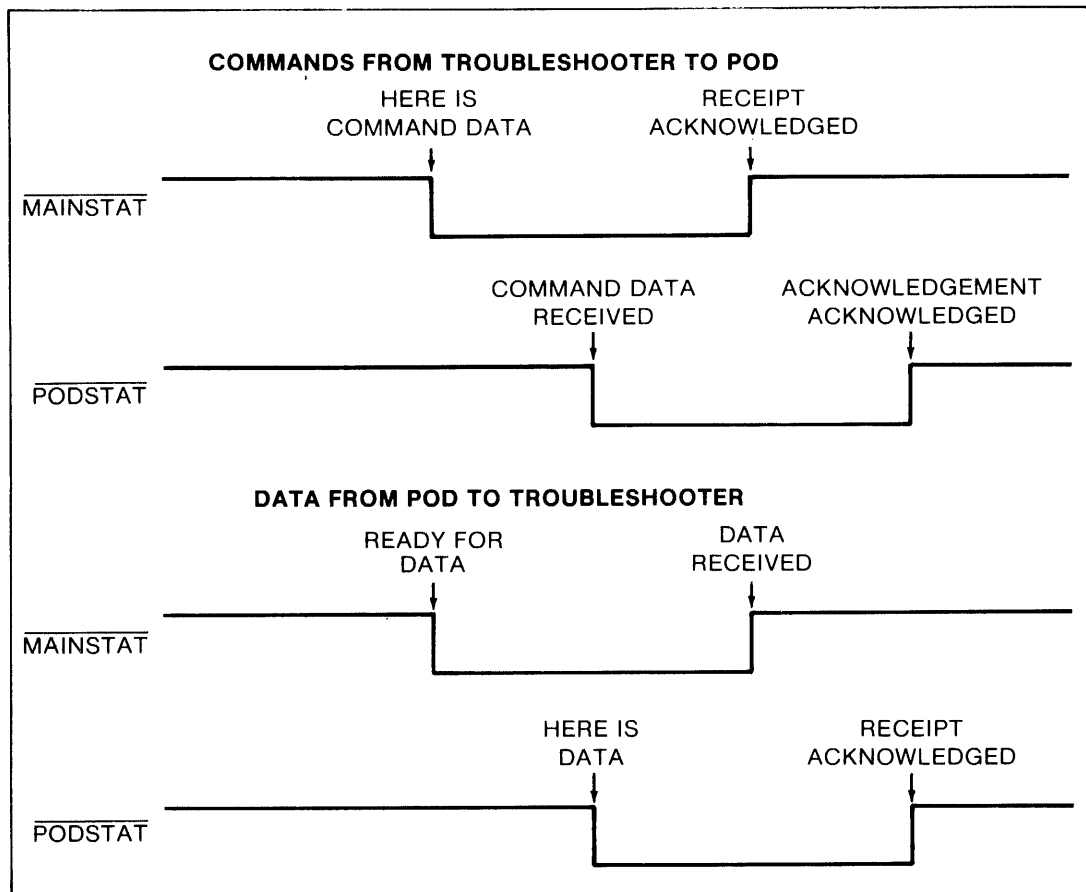 COMMANDS FROM TROUBLESHOOTER TO POD
HERE IS
COMMAND DATA
RECEIPT
ACKNOWLEDGED
MAINSTAT
COMMAND DATA
RECEIVED
ACKNOWLEDGEMENT
ACKNOWLEDGED
PODSTAT
DATA FROM POD TO TROUBLESHOOTER
READY FOR
DATA
DATA
RECEIVED
MAINSTAT
HERE IS
DATA
RECEIPT
ACKNOWLEDGED
PODSTAT